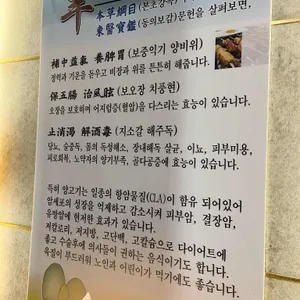 羊
本草綱目(본초강목)
東醫寶鑑(동의보감)문헌을 살펴보면,
補中益氣 養脾胃 (보중익기 양비위)
정력과 기운을 돋우고 비장과 위를 튼튼히 해줍니다.
保五臟 治風眩 (보오장 치풍현)
오장을 보호하며 어지럼증(혈압)을 다스리는 효능이 있습니다.
止消渴 解酒毒 (지소갈 해주독)
당뇨, 술중독, 몸의 독성해소, 장내해독 살균, 이뇨, 피부미용,
피로회복, 노약자의 양기부족, 골다공증에 효능이 있습니다.
특히 양고기는 일종의 항암물질(CLA)이 함유 되어있어
암세포의 성장을 억제하고 감소시켜 피부암, 결장암,
유방암에 현저한 효과가 있습니다.
저칼로리, 저지방, 고단백, 고칼슘으로 다이어트에
좋고 수술후에 의사들이 권하는 음식이기도 합니다.
육질이 부드러워 노인과 어린이가 먹기에도 좋습니다.